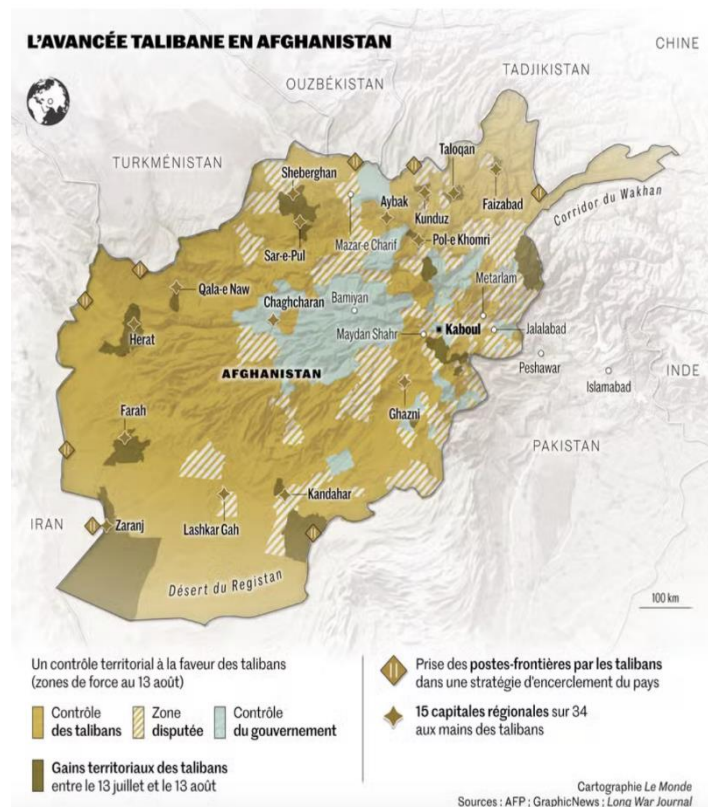 L'AVANCÉE TALIBANE EN AFGHANISTAN
CHINE
TADJIKISTAN
OUZBÉKISTAN
TURKMÉNISTAN
Taloqan
Sheberghan
Aybak
Kunduz
Faizabad
Corridor du Wakhan
Mazar-e Charif
Pol-e Khomri
Sar-e-Pul
Metarlam
Qala-e Naw
Chaghcharan
Bamiyan
Maydan Shahr
Kaboul
Jalalabad
Herat
Peshawar
Islamabad
INDE
AFGHANISTAN
Ghazni
Farah
PAKISTAN
Kandahar
IRAN
Zaranj
Lashkar Gah
Désert du Registan
100 km
Un contrôle territorial à la faveur des talibans
(zones de force au 13 août)
Contrôle
des talibans
Zone
disputée
Contrôle
du gouvernement
Gains territoriaux des talibans
entre le 13 juillet et le 13 août
Prise des postes-frontières par les talibans
dans une stratégie d'encerclement du pays
15 capitales régionales sur 34
aux mains des talibans
Cartographie Le Monde
Sources : AFP ; GraphicNews ; Long War Journal